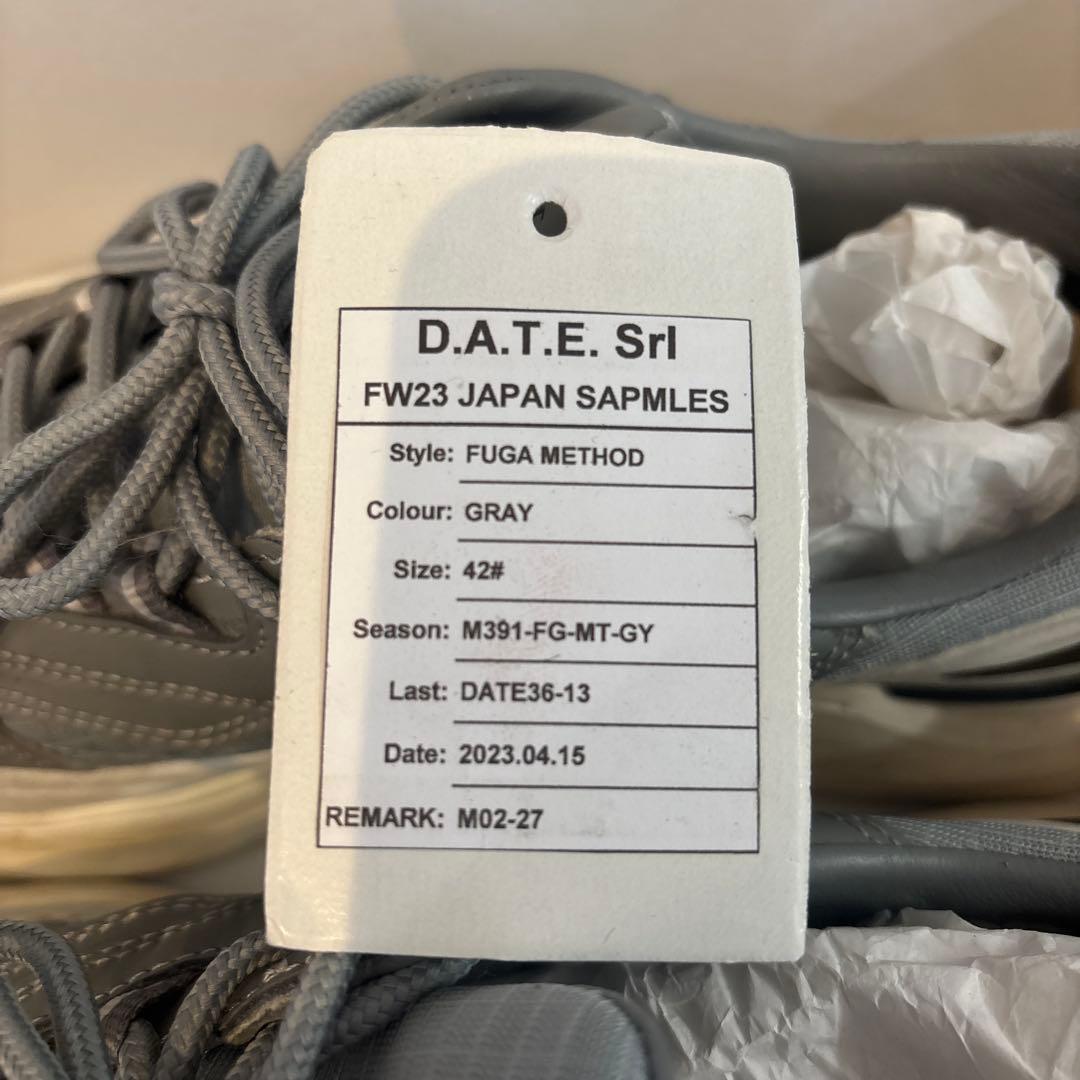 D.A.T.E. Srl
FW23 JAPAN SAPMLES
Style: FUGA METHOD
Colour: GRAY
Size: 42#
Season: M391-FG-MT-GY
Last: DATE36-13
Date: 2023.04.15
REMARK: M02-27